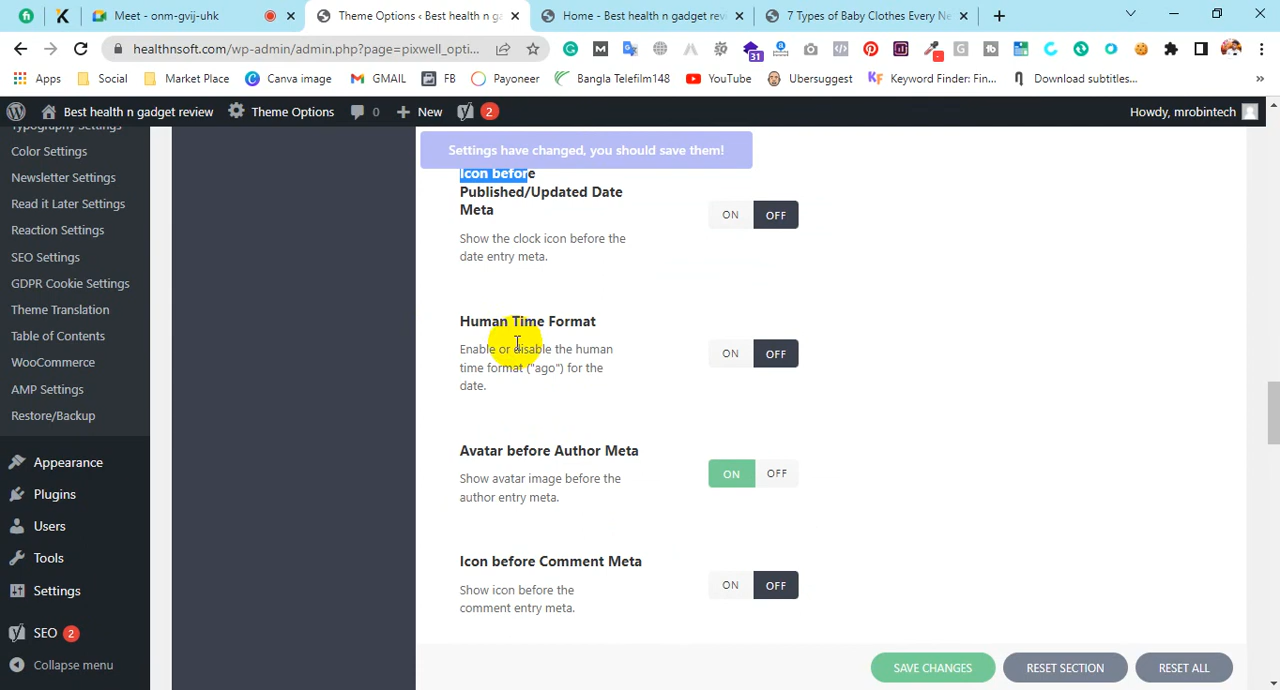 Meet - onm-gvij-uhk
Theme Options ‹ Best health n ga
Home - Best health n gadget revi
7 Types of Baby Clothes Every Ne
healthnsoft.com/wp-admin/admin.php?page=pixwell_opti...
31
Apps
Social
Market Place
Canva image
GMAIL
FB
Payoneer
Bangla Telefilm148
YouTube
Ubersuggest
Keyword Finder: Fin...
Download subtitles...
»
Best health n gadget review
Theme Options
0
New
2
Howdy, mrobintech
Typography Settings
Color Settings
Newsletter Settings
Read it Later Settings
Reaction Settings
SEO Settings
GDPR Cookie Settings
Theme Translation
Table of Contents
WooCommerce
AMP Settings
Restore/Backup
Appearance
Plugins
Users
Tools
Settings
SEO 2
Collapse menu
Settings have changed, you should save them!
Icon before
Published/Updated Date
Meta
Show the clock icon before the
date entry meta.
ON OFF
Human Time Format
Enable or disable the human
time format ("ago") for the
date.
ON OFF
Avatar before Author Meta
Show avatar image before the
author entry meta.
ON OFF
Icon before Comment Meta
Show icon before the
comment entry meta.
ON OFF
SAVE CHANGES
RESET SECTION
RESET ALL